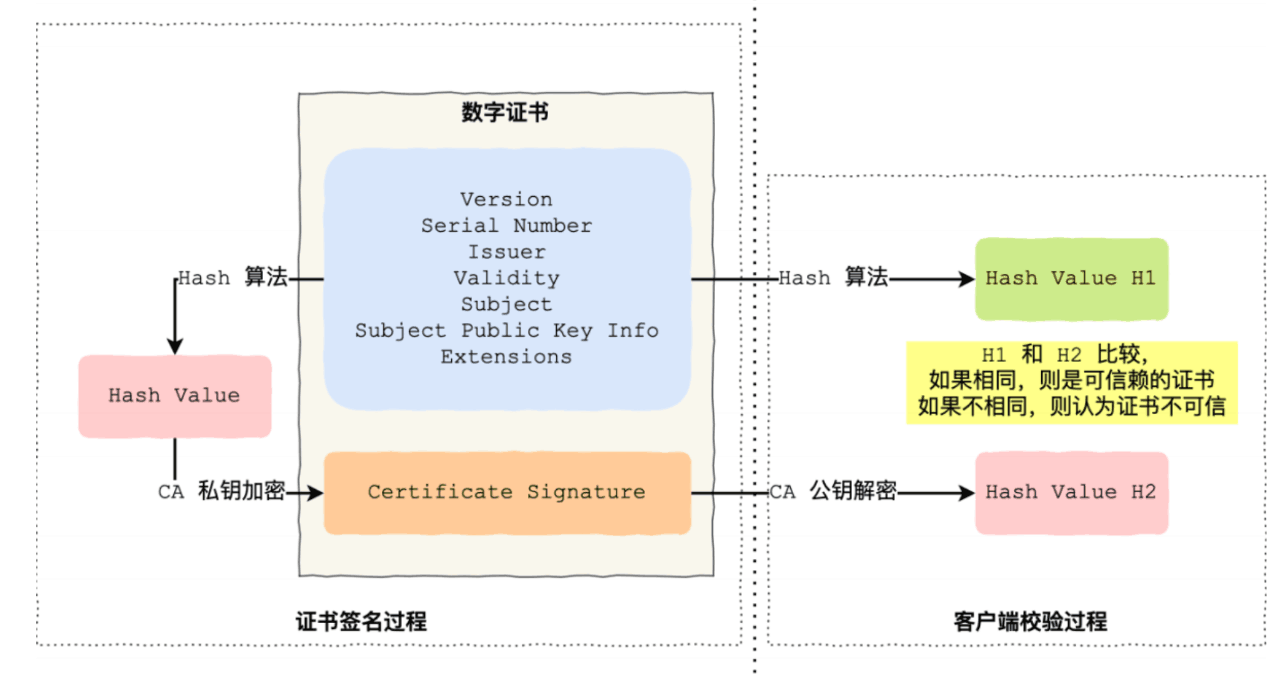 数字证书
Version
Serial Number
Issuer
Validity
Subject
Subject Public Key Info
Extensions
Hash 算法
Hash Value
CA 私钥加密
Certificate Signature
证书签名过程
Hash 算法
Hash Value H1
H1 和 H2 比较，
如果相同，则是可信赖的证书
如果不相同，则认为证书不可信
CA 公钥解密
Hash Value H2
客户端校验过程